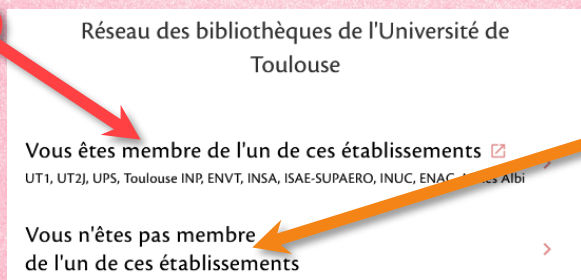 Réseau des bibliothèques de l'Université de
Toulouse
Vous êtes membre de l'un de ces établissements
UT1, UT2J, UPS, Toulouse INP, ENVT, INSA, ISAE-SUPAERO, INUC, ENAC, Albi
Vous n'êtes pas membre
de l'un de ces établissements